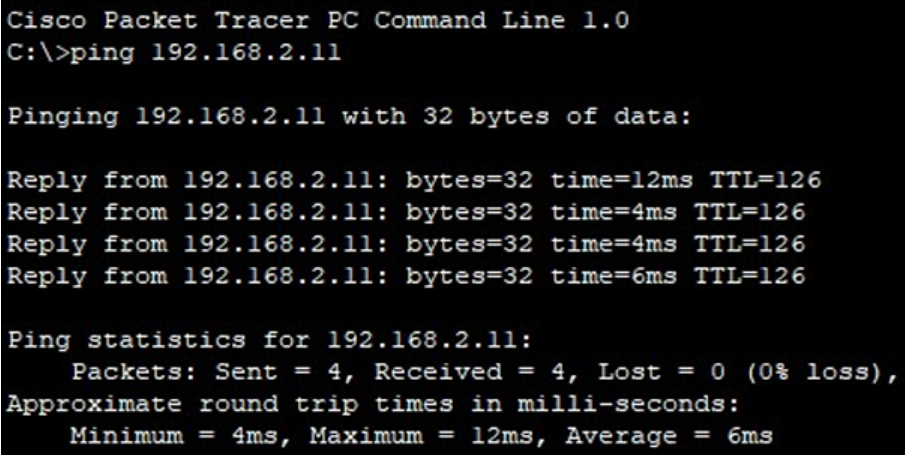 Cisco Packet Tracer PC Command Line 1.0
C:\>ping 192.168.2.11
Pinging 192.168.2.11 with 32 bytes of data:
Reply from 192.168.2.11: bytes=32 time=12ms TTL=126
Reply from 192.168.2.11: bytes=32 time=4ms TTL=126
Reply from 192.168.2.11: bytes=32 time=4ms TTL=126
Reply from 192.168.2.11: bytes=32 time=6ms TTL=126
Ping statistics for 192.168.2.11:
Packets: Sent = 4, Received = 4, Lost = 0 (0% loss),
Approximate round trip times in milli-seconds:
Minimum = 4ms, Maximum = 12ms, Average = 6ms